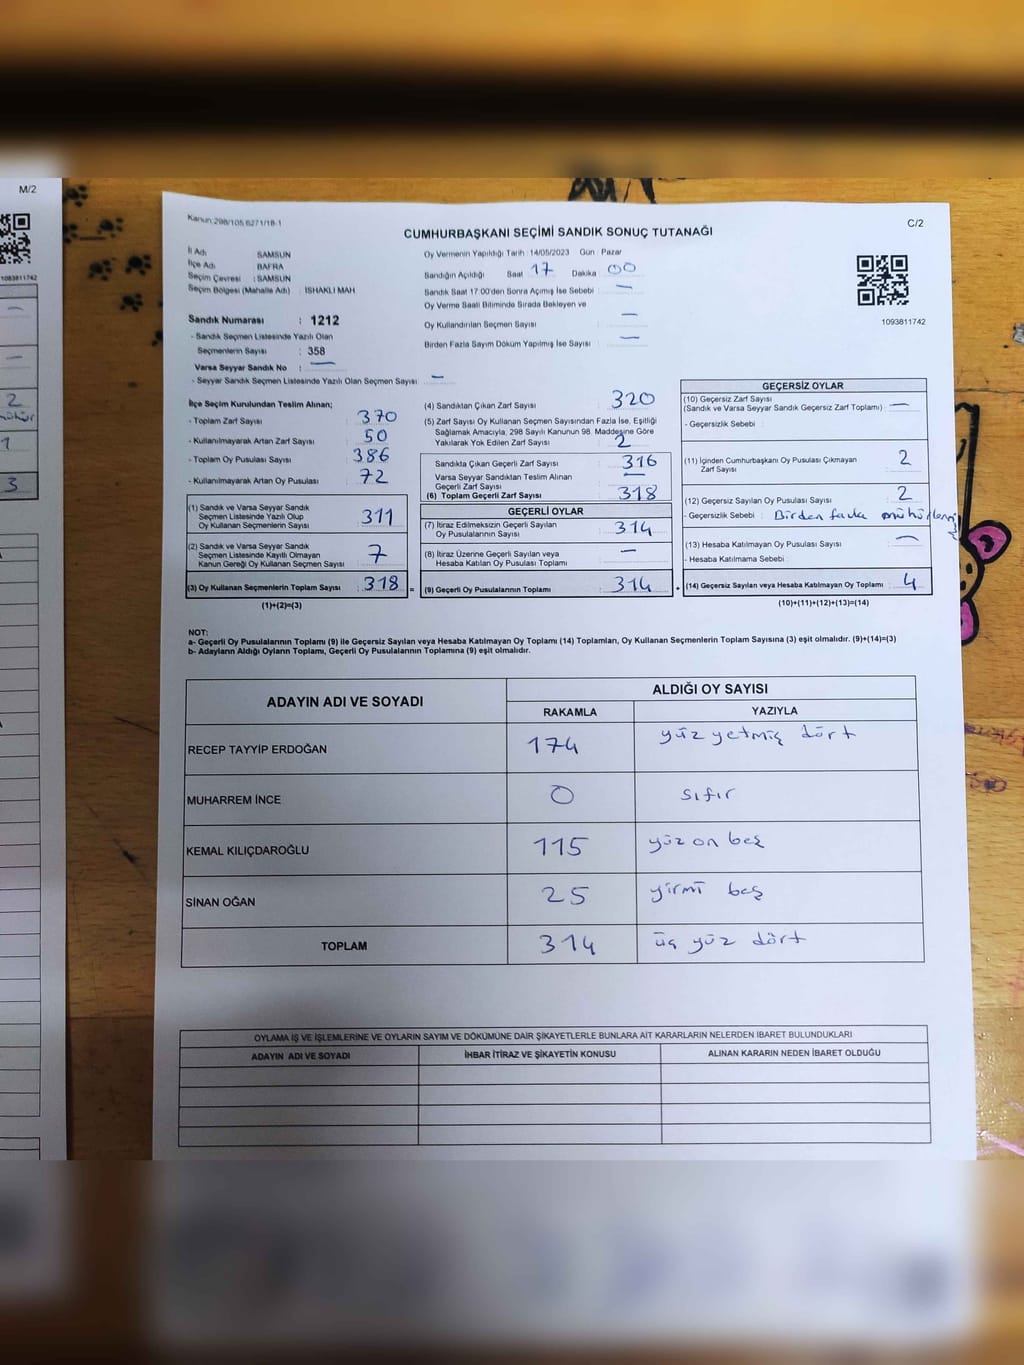 M/2
1093811742
2
1
3
Kanun:298/105,6271/18-1
C/2
CUMHURBAŞKANI SEÇİMİ SANDIK SONUÇ TUTANAĞI
İl Adı : SAMSUN
İlçe Adı : BAFRA
Seçim Çevresi : SAMSUN
Seçim Bölgesi (Mahalle Adı) : İSHAKLI MAH
Sandık Numarası : 1212
- Sandık Seçmen Listesinde Yazılı Olan
Seçmenlerin Sayısı : 358
Varsa Seyyar Sandık No : —
- Seyyar Sandık Seçmen Listesinde Yazılı Olan Seçmen Sayısı : —
Oy Vermenin Yapıldığı Tarih : 14/05/2023 Gün : Pazar
Sandığın Açıldığı Saat 17 Dakika 00
Sandık Saat 17:00'den Sonra Açılmış İse Sebebi : —
Oy Verme Saati Bitiminde Sırada Bekleyen ve
Oy Kullandırılan Seçmen Sayısı : —
Birden Fazla Sayım Döküm Yapılmış İse Sayısı : —
1093811742
İlçe Seçim Kurulundan Teslim Alınan;
- Toplam Zarf Sayısı : 370
- Kullanılmayarak Artan Zarf Sayısı : 50
- Toplam Oy Pusulası Sayısı : 386
- Kullanılmayarak Artan Oy Pusulası : 72
(1) Sandık ve Varsa Seyyar Sandık
Seçmen Listesinde Yazılı Olup
Oy Kullanan Seçmenlerin Sayısı : 311
(2) Sandık ve Varsa Seyyar Sandık
Seçmen Listesinde Kayıtlı Olmayan
Kanun Gereği Oy Kullanan Seçmen Sayısı : 7
(3) Oy Kullanan Seçmenlerin Toplam Sayısı : 318 =
(1)+(2)=(3)
(4) Sandıktan Çıkan Zarf Sayısı : 320
(5) Zarf Sayısı Oy Kullanan Seçmen Sayısından Fazla İse, Eşitliği
Sağlamak Amacıyla, 298 Sayılı Kanunun 98. Maddesine Göre
Yakılarak Yok Edilen Zarf Sayısı : 2
Sandıkta Çıkan Geçerli Zarf Sayısı : 316
Varsa Seyyar Sandıktan Teslim Alınan
Geçerli Zarf Sayısı : —
(6) Toplam Geçerli Zarf Sayısı : 318
GEÇERLİ OYLAR
(7) İtiraz Edilmeksizin Geçerli Sayılan
Oy Pusulalarının Sayısı : 314
(8) İtiraz Üzerine Geçerli Sayılan veya
Hesaba Katılan Oy Pusulası Toplamı : —
(9) Geçerli Oy Pusulalarının Toplamı : 314 +
GEÇERSİZ OYLAR
(10) Geçersiz Zarf Sayısı
(Sandık ve Varsa Seyyar Sandık Geçersiz Zarf Toplamı) : —
- Geçersizlik Sebebi :
(11) İçinden Cumhurbaşkanı Oy Pusulası Çıkmayan
Zarf Sayısı : 2
(12) Geçersiz Sayılan Oy Pusulası Sayısı : 2
- Geçersizlik Sebebi : Birden fazla
(13) Hesaba Katılmayan Oy Pusulası Sayısı : —
- Hesaba Katılmama Sebebi :
(14) Geçersiz Sayılan veya Hesaba Katılmayan Oy Toplamı : 4
(10)+(11)+(12)+(13)=(14)
NOT:
a- Geçerli Oy Pusulalarının Toplamı (9) ile Geçersiz Sayılan veya Hesaba Katılmayan Oy Toplamı (14) Toplamları, Oy Kullanan Seçmenlerin Toplam Sayısına (3) eşit olmalıdır. (9)+(14)=(3)
b- Adayların Aldığı Oyların Toplamı, Geçerli Oy Pusulalarının Toplamına (9) eşit olmalıdır.
ADAYIN ADI VE SOYADI ALDIĞI OY SAYISI
RAKAMLA YAZIYLA
RECEP TAYYİP ERDOĞAN 174 yüz yetmiş dört
MUHARREM İNCE 0 sıfır
KEMAL KILIÇDAROĞLU 115 yüz on beş
SİNAN OĞAN 25 yirmi beş
TOPLAM 314 üç yüz dört
OYLAMA İŞ VE İŞLEMLERİNE VE OYLARIN SAYIM VE DÖKÜMÜNE DAİR ŞİKAYETLERLE BUNLARA AİT KARARLARIN NELERDEN İBARET BULUNDUKLARI
ADAYIN ADI VE SOYADI İHBAR İTİRAZ VE ŞİKAYETİN KONUSU ALINAN KARARIN NEDEN İBARET OLDUĞU